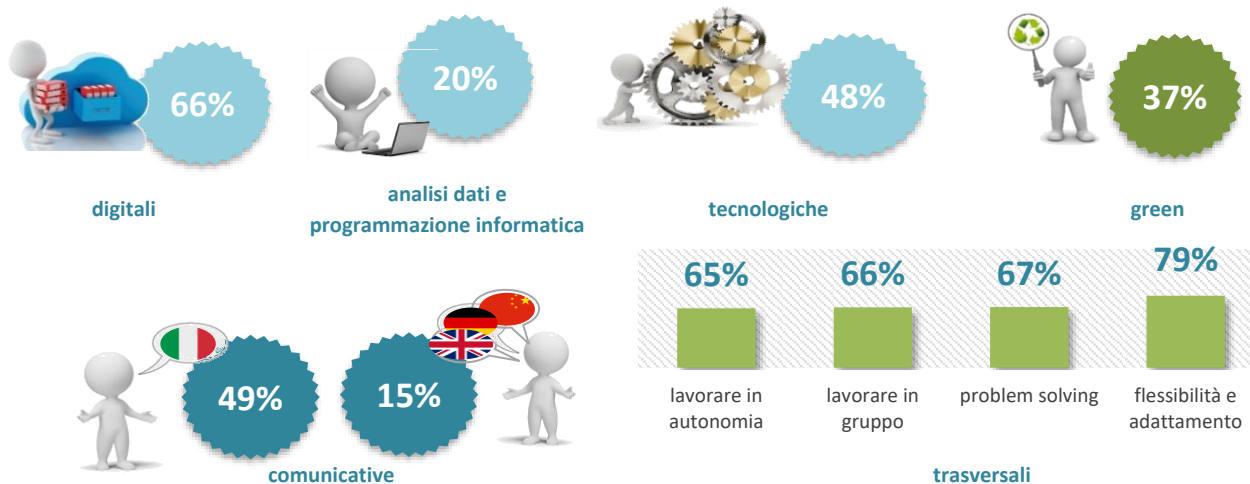 66%
20%
48%
37%
digitali
analisi dati e
programmazione informatica
tecnologiche
green
49%
15%
comunicative
65%
66%
67%
79%
lavorare in
autonomia
lavorare in
gruppo
problem solving
flessibilità e
adattamento
trasversali